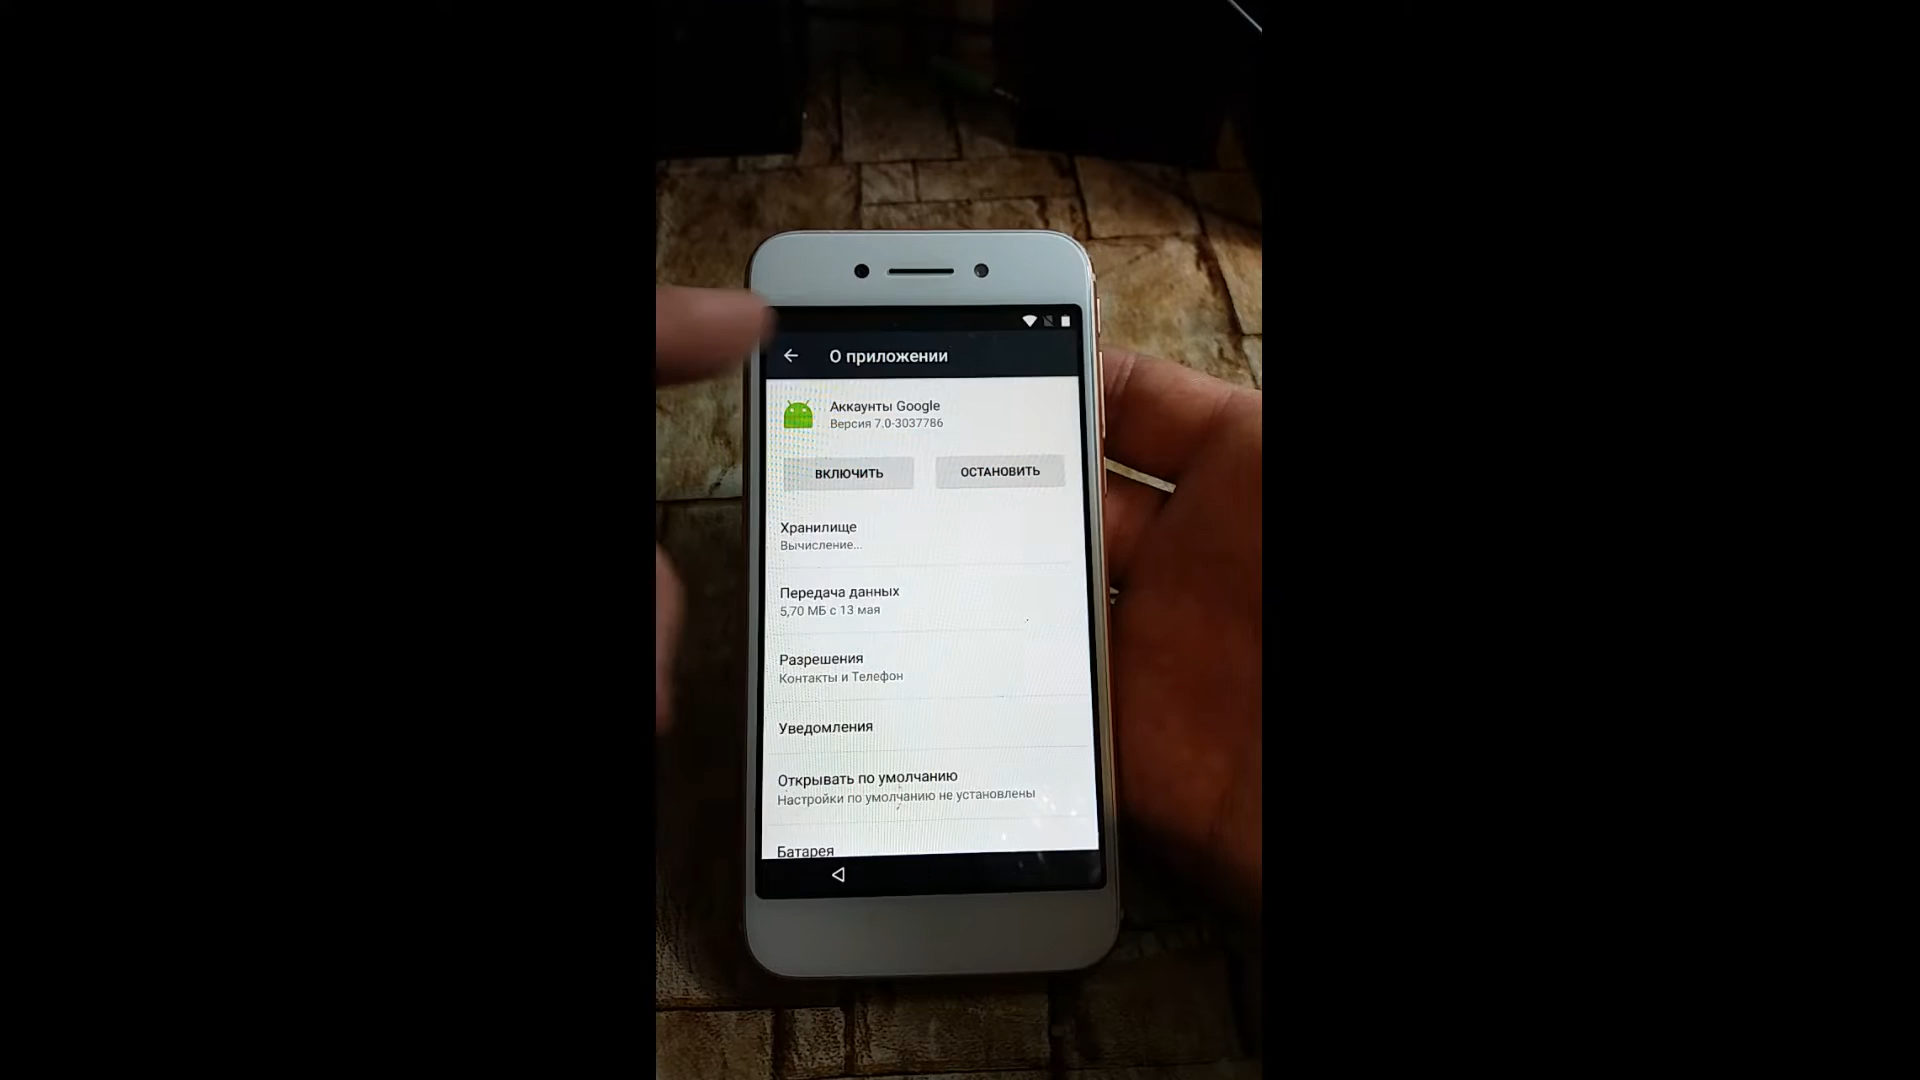 О приложении
Аккаунты Google
Версия 7.0-3037786
ВКЛЮЧИТЬ
ОСТАНОВИТЬ
Хранилище
Вычисление...
Передача данных
5,70 МБ с 13 мая
Разрешения
Контакты и Телефон
Уведомления
Открывать по умолчанию
Настройки по умолчанию не установлены
Батарея